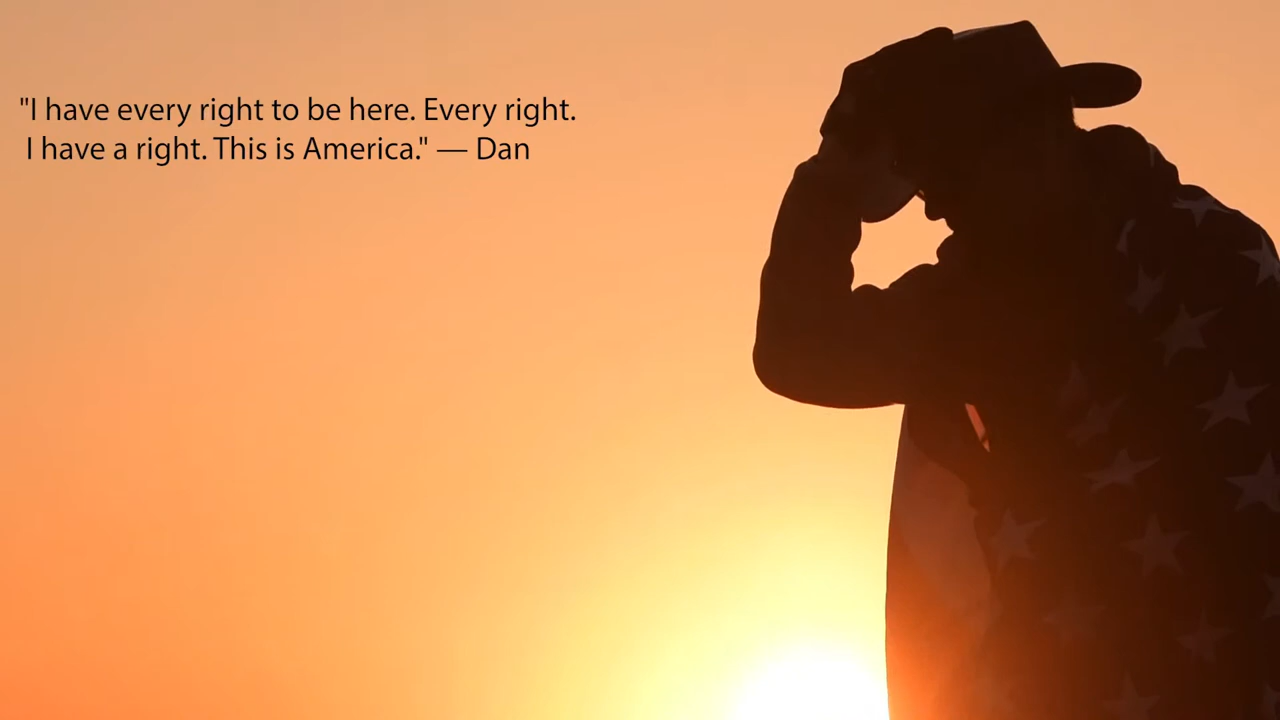 "I have every right to be here. Every right.
I have a right. This is America." — Dan